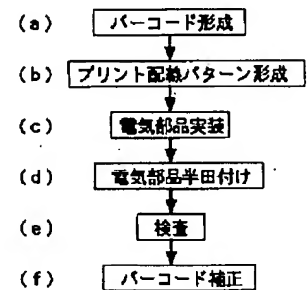 (a) バーコード形成
(b) プリント配線パターン形成
(c) 電気部品実装
(d) 電気部品半田付け
(e) 検査
(f) バーコード補正